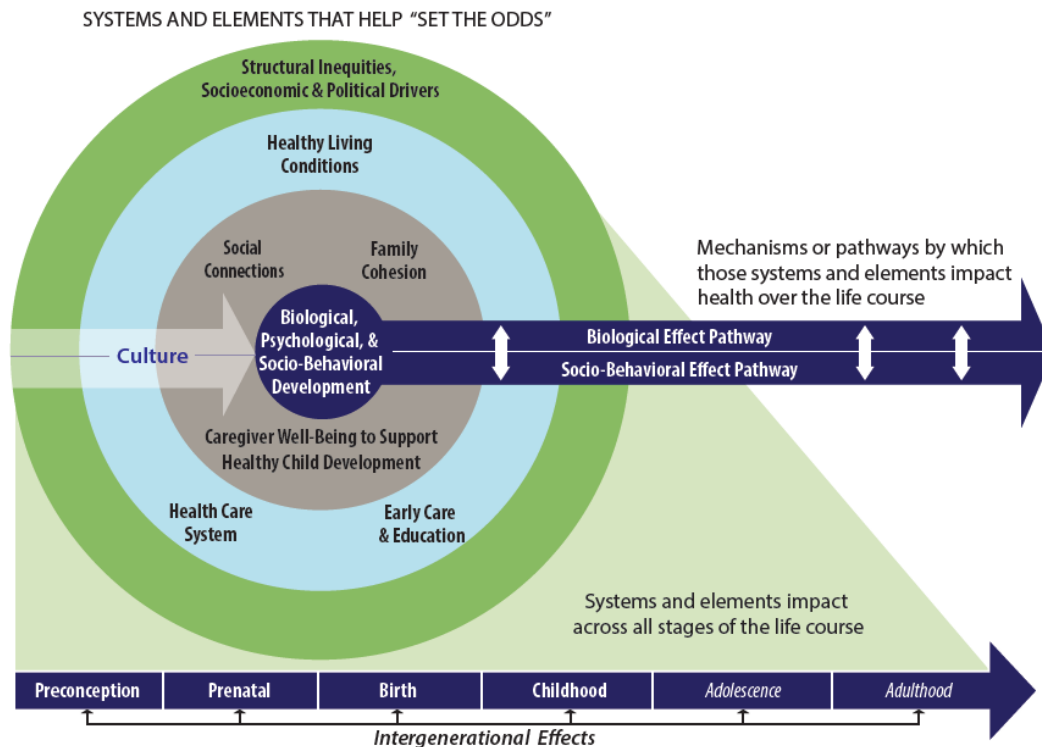 SYSTEMS AND ELEMENTS THAT HELP “SET THE ODDS”
Structural Inequities,
Socioeconomic & Political Drivers
Healthy Living
Conditions
Social
Connections
Family
Cohesion
Biological,
Psychological, &
Socio-Behavioral
Development
Culture
Caregiver Well-Being to Support
Healthy Child Development
Health Care
System
Early Care
& Education
Mechanisms or pathways by which
those systems and elements impact
health over the life course
Biological Effect Pathway
Socio-Behavioral Effect Pathway
Systems and elements impact
across all stages of the life course
Preconception
Prenatal
Birth
Childhood
Adolescence
Adulthood
Intergenerational Effects